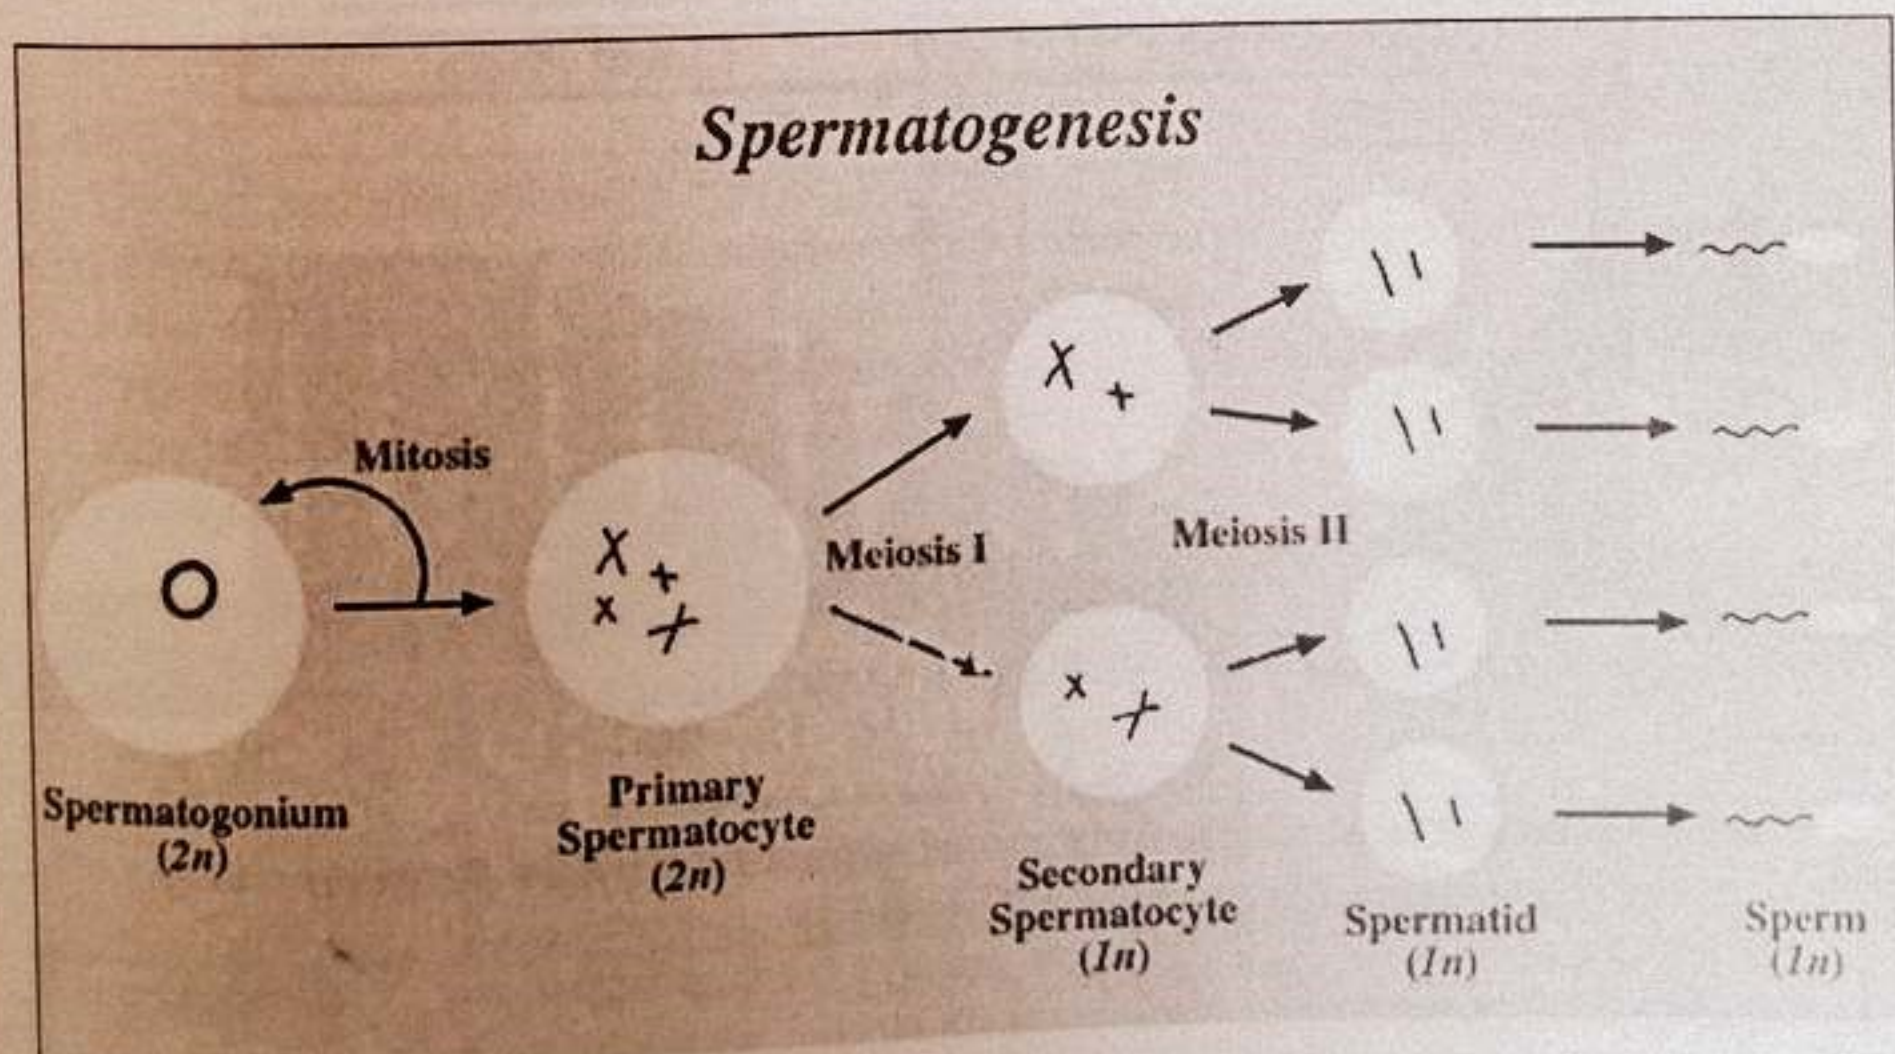 Spermatogenesis
Mitosis
Meiosis I
Meiosis II
Spermatogonium
(2n)
Primary
Spermatocyte
(2n)
Secondary
Spermatocyte
(1n)
Spermatid
(1n)
Sperm
(1n)